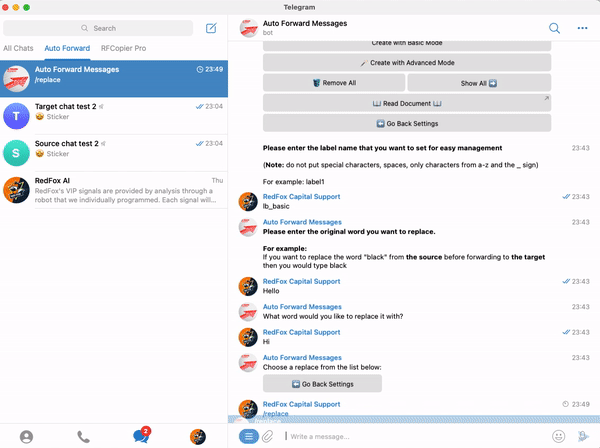 Telegram
Search
All Chats
Auto Forward
RFCopier Pro
Auto Forward Messages
23:49
/replace
T
Target chat test 2
23:04
Sticker
S
Source chat test 2
23:04
Sticker
RedFox AI
Thu
RedFox's VIP signals are provided by analysis through a
robot that we individually programmed. Each signal will...
2
Auto Forward Messages
bot
Create with Basic Mode
Create with Advanced Mode
Remove All
Show All
Read Document
Go Back Settings
Please enter the label name that you want to set for easy management
23:43
(Note: do not put special characters, spaces, only characters from a-z and the _ sign)
For example: label1
RedFox Capital Support
23:43
lb_basic
Auto Forward Messages
23:43
Please enter the original word you want to replace.
For example:
If you want to replace the word "black" from the source before forwarding to the target
then you would type black
RedFox Capital Support
23:43
Hello
Auto Forward Messages
23:43
What word would you like to replace it with?
RedFox Capital Support
23:43
Hi
Auto Forward Messages
23:43
Choose a replace from the list below:
Go Back Settings
RedFox Capital Support
23:49
/replace
Write a message...